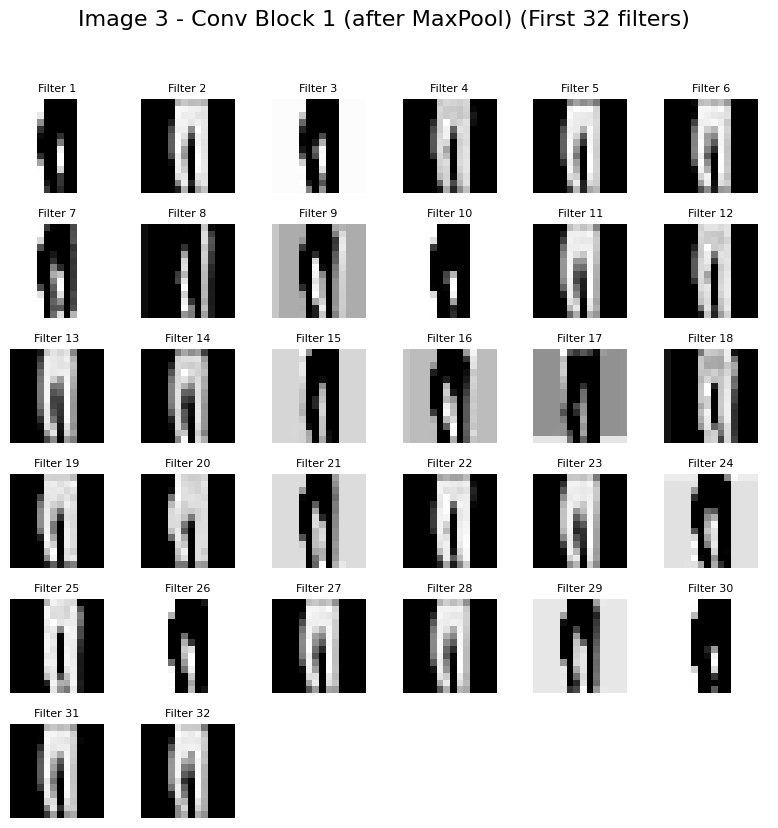 Image 3 - Conv Block 1 (after MaxPool) (First 32 filters)
Filter 1 Filter 2 Filter 3 Filter 4 Filter 5 Filter 6
Filter 7 Filter 8 Filter 9 Filter 10 Filter 11 Filter 12
Filter 13 Filter 14 Filter 15 Filter 16 Filter 17 Filter 18
Filter 19 Filter 20 Filter 21 Filter 22 Filter 23 Filter 24
Filter 25 Filter 26 Filter 27 Filter 28 Filter 29 Filter 30
Filter 31 Filter 32